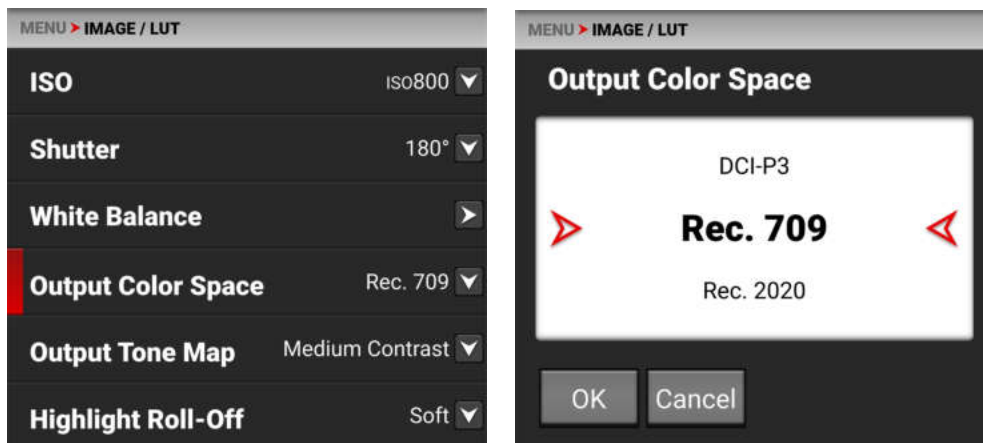 MENU ➤ IMAGE / LUT
ISO ISO800
Shutter 180°
White Balance
Output Color Space Rec. 709
Output Tone Map Medium Contrast
Highlight Roll-Off Soft
MENU ➤ IMAGE / LUT
Output Color Space
DCI-P3
Rec. 709
Rec. 2020
OK Cancel